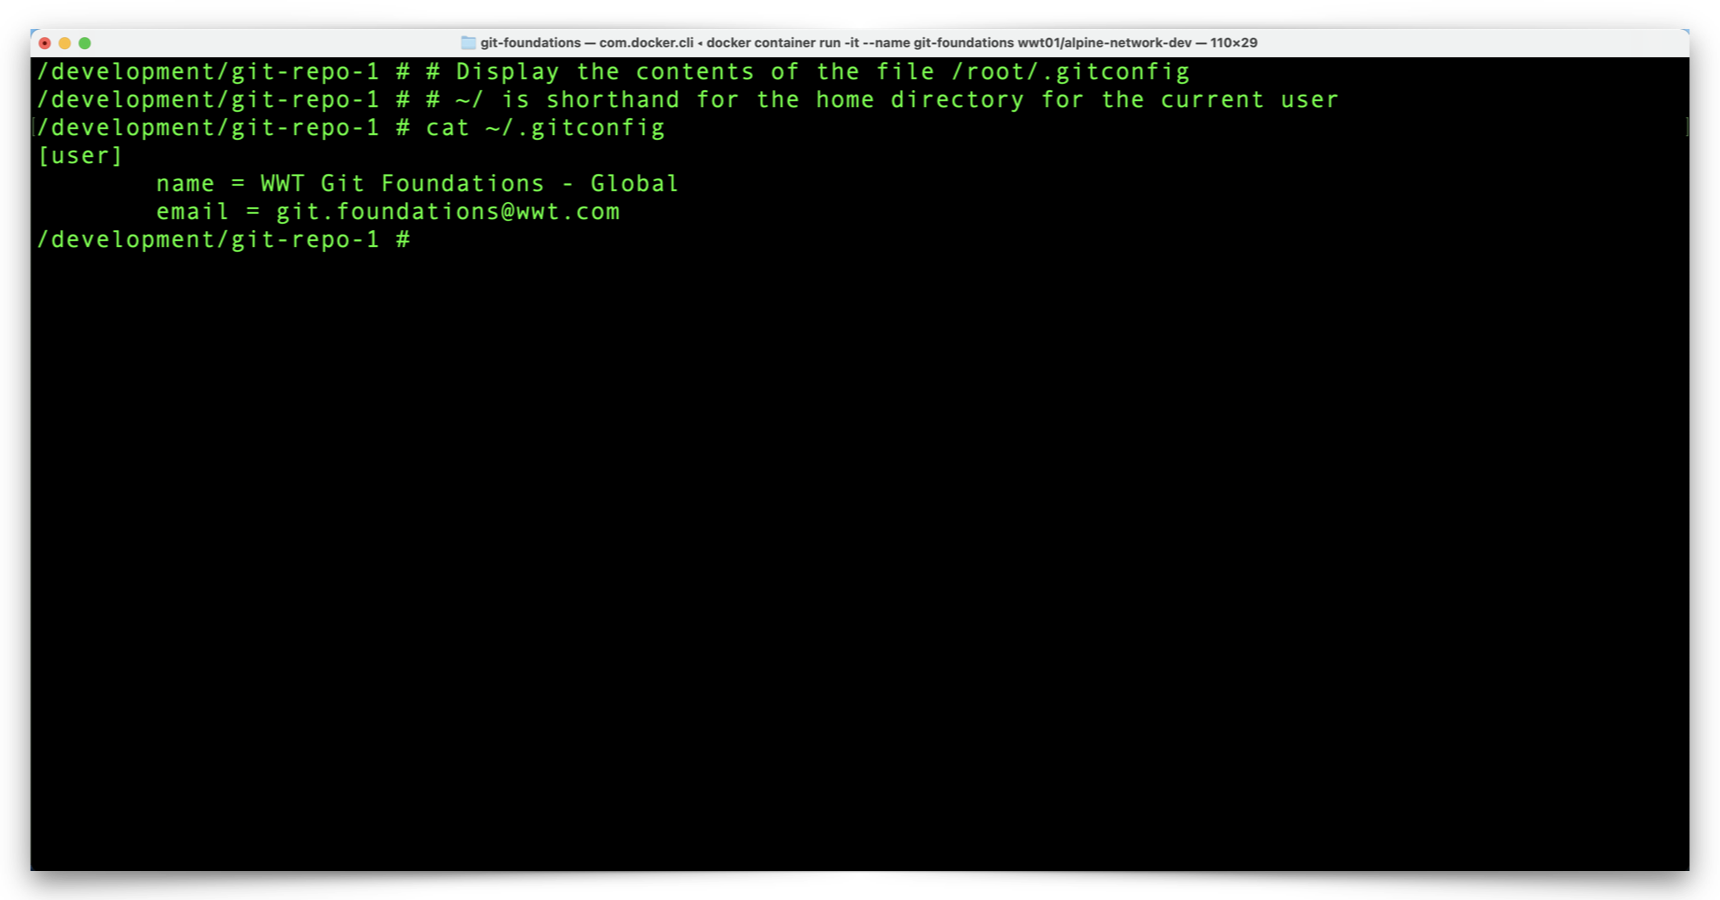 git-foundations — com.docker.cli ◂ docker container run -it --name git-foundations wwt01/alpine-network-dev — 110×29
/development/git-repo-1 # # Display the contents of the file /root/.gitconfig
/development/git-repo-1 # # ~/ is shorthand for the home directory for the current user
/development/git-repo-1 # cat ~/.gitconfig
[user]
        name = WWT Git Foundations - Global
        email = git.foundations@wwt.com
/development/git-repo-1 #